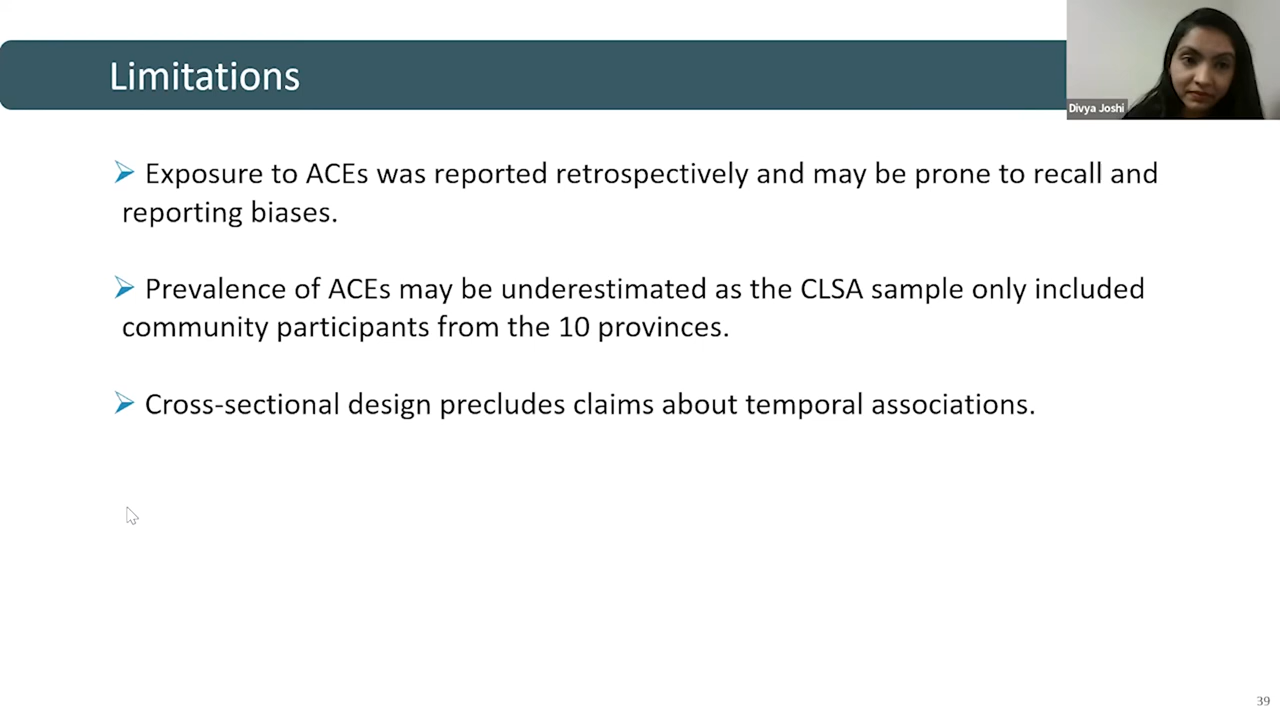 Limitations
Divya Joshi
Exposure to ACEs was reported retrospectively and may be prone to recall and
reporting biases.
Prevalence of ACEs may be underestimated as the CLSA sample only included
community participants from the 10 provinces.
Cross-sectional design precludes claims about temporal associations.
39